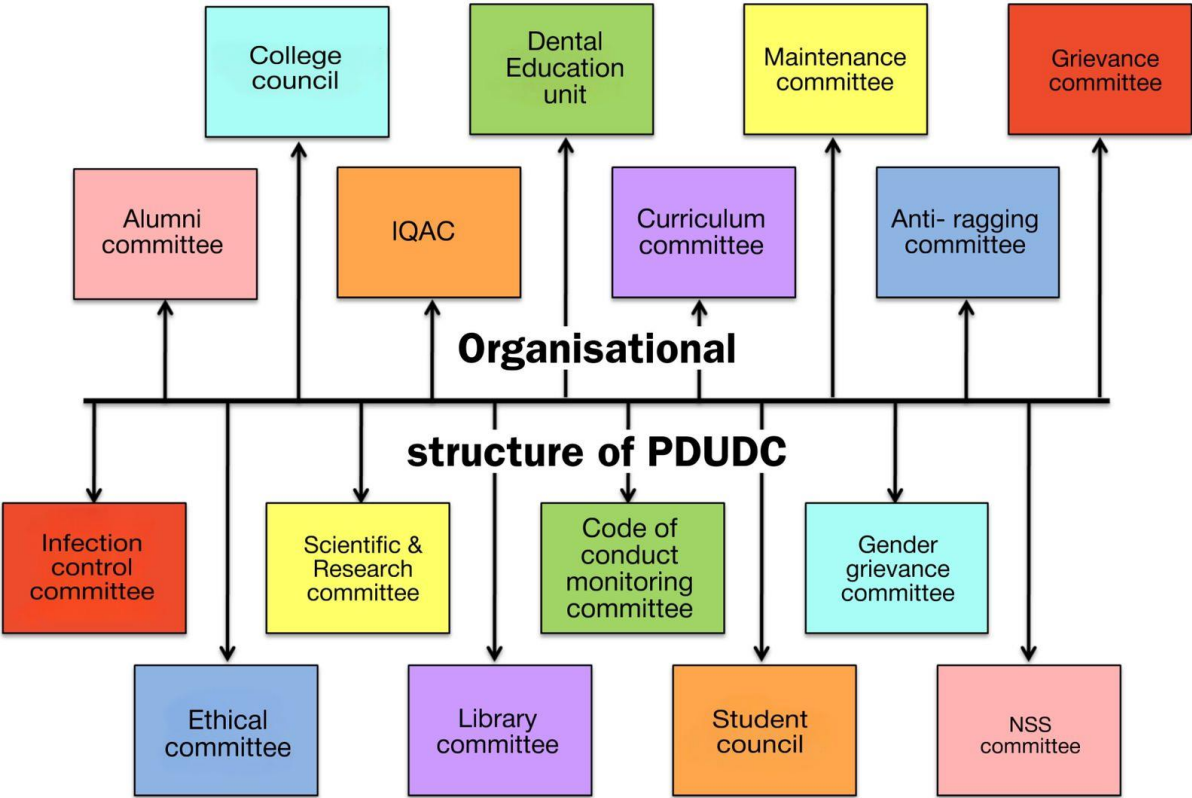 College
council
Dental
Education
unit
Maintenance
committee
Grievance
committee
Alumni
committee
IQAC
Curriculum
committee
Anti- ragging
committee
Organisational
structure of PDUDC
Infection
control
committee
Scientific &
Research
committee
Code of
conduct
monitoring
committee
Gender
grievance
committee
Ethical
committee
Library
committee
Student
council
NSS
committee